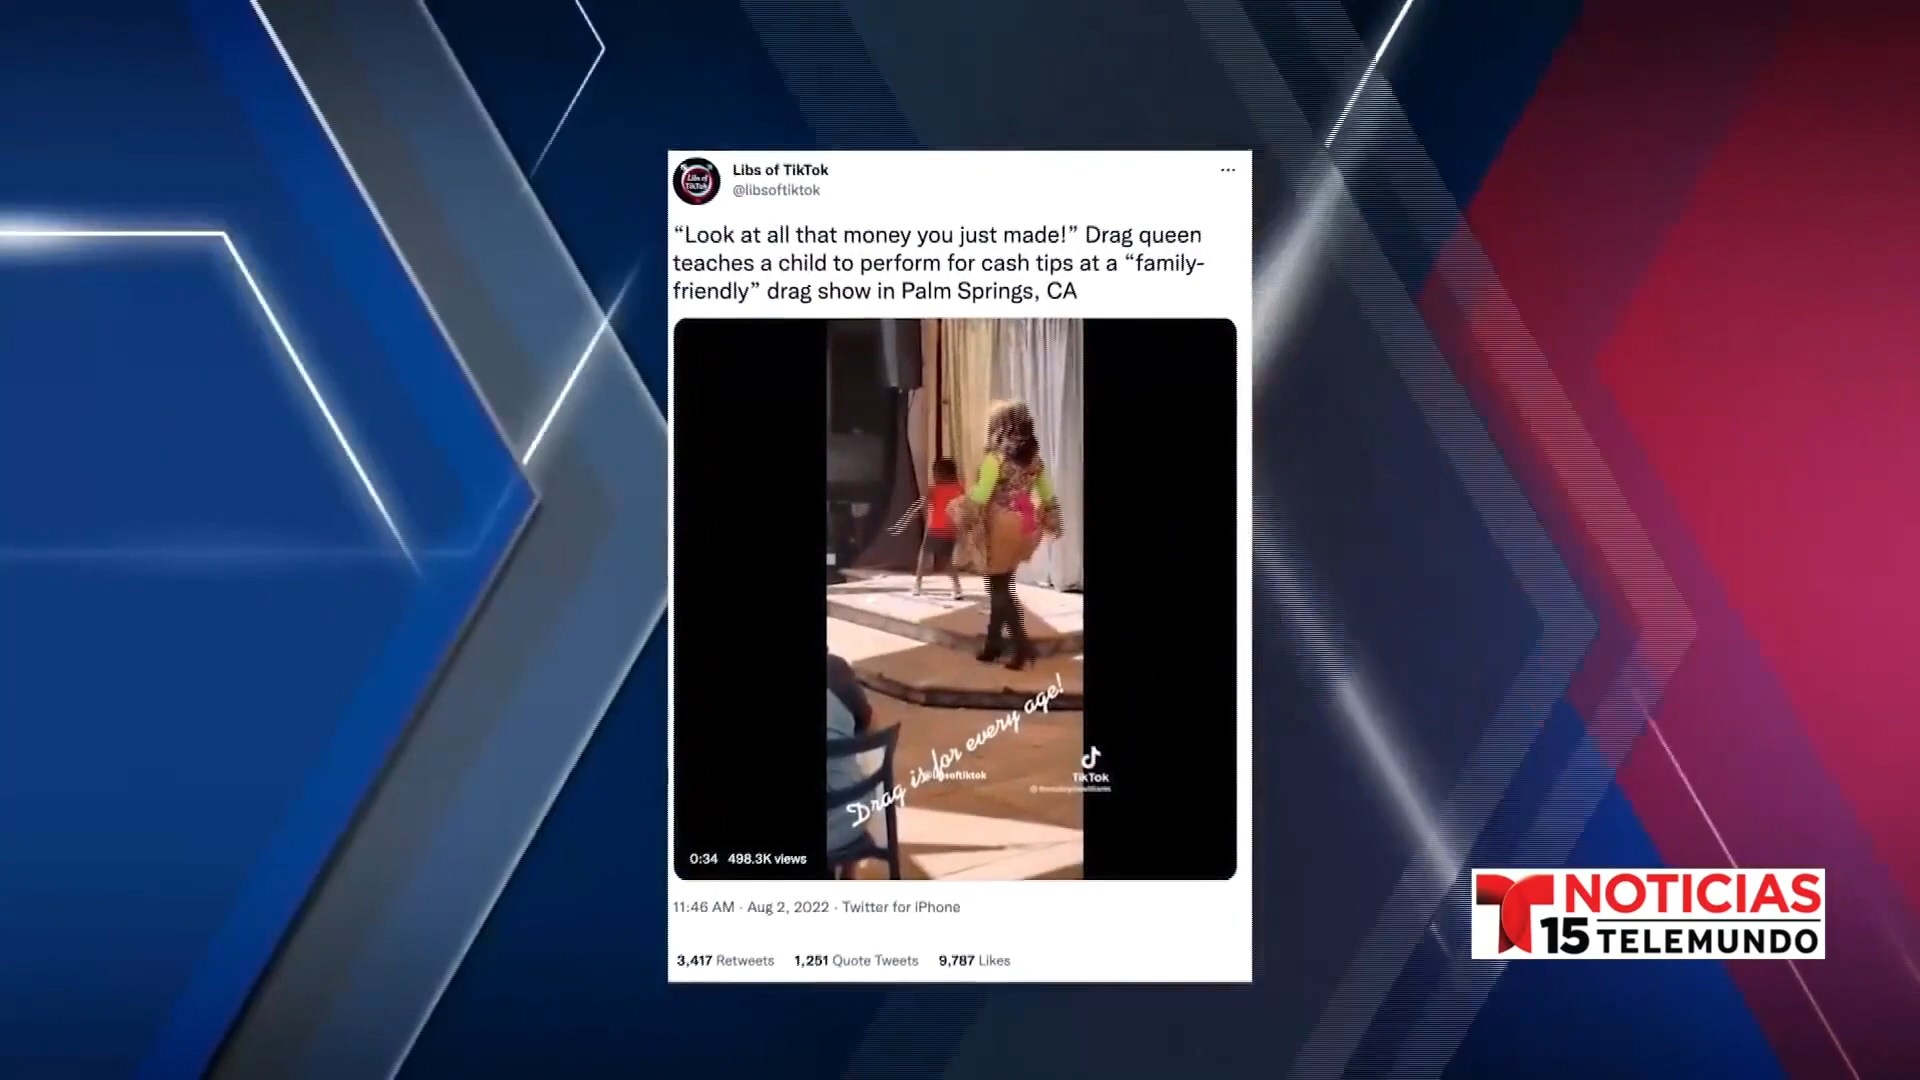 Libs of TikTok
@libsoftiktok
“Look at all that money you just made!” Drag queen
teaches a child to perform for cash tips at a “family-
friendly” drag show in Palm Springs, CA
Drag is for every age!
TikTok
0:34 498.3K views
11:46 AM · Aug 2, 2022 · Twitter for iPhone
3,417 Retweets 1,251 Quote Tweets 9,787 Likes
NOTICIAS
15 TELEMUNDO